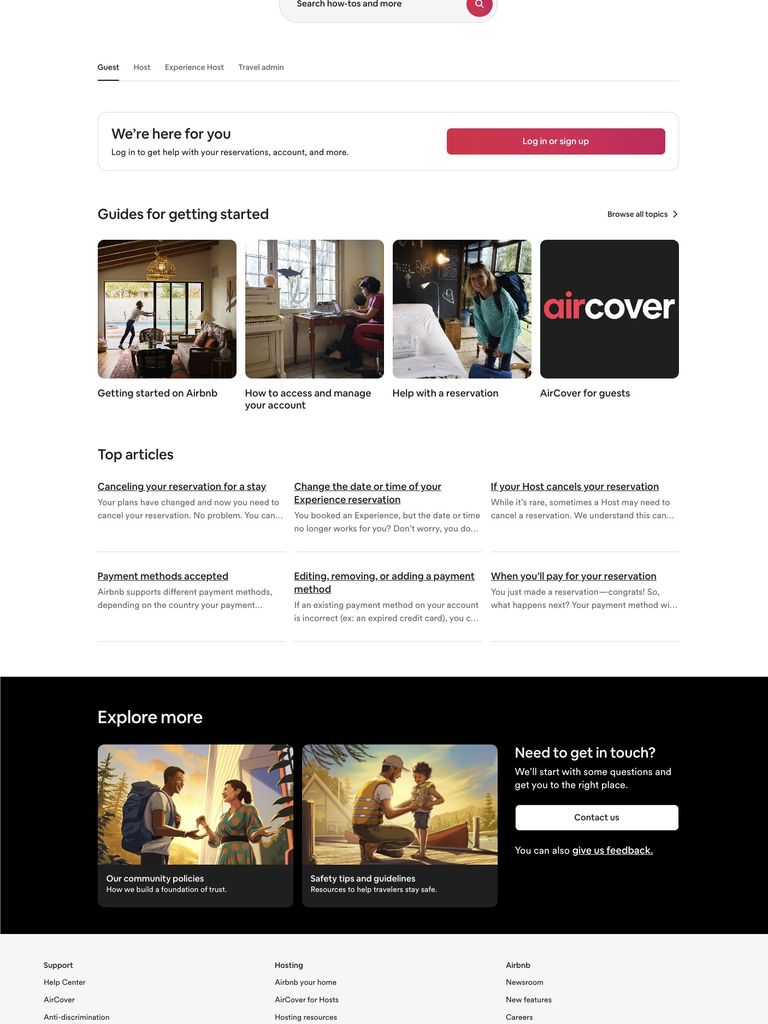 Search how-tos and more
Guest Host Experience Host Travel admin
We're here for you
Log in to get help with your reservations, account, and more.
Log in or sign up
Guides for getting started
Browse all topics
aircover
Getting started on Airbnb
How to access and manage
your account
Help with a reservation
AirCover for guests
Top articles
Canceling your reservation for a stay
Your plans have changed and now you need to
cancel your reservation. No problem. You can…
Change the date or time of your
Experience reservation
You booked an Experience, but the date or time
no longer works for you? Don't worry, you do…
If your Host cancels your reservation
While it's rare, sometimes a Host may need to
cancel a reservation. We understand this can…
Payment methods accepted
Airbnb supports different payment methods,
depending on the country your payment…
Editing, removing, or adding a payment
method
If an existing payment method on your account
is incorrect (ex: an expired credit card), you c…
When you'll pay for your reservation
You just made a reservation—congrats! So,
what happens next? Your payment method wi…
Explore more
Our community policies
How we build a foundation of trust.
Safety tips and guidelines
Resources to help travelers stay safe.
Need to get in touch?
We'll start with some questions and
get you to the right place.
Contact us
You can also give us feedback.
Support
Help Center
AirCover
Anti-discrimination
Hosting
Airbnb your home
AirCover for Hosts
Hosting resources
Airbnb
Newsroom
New features
Careers